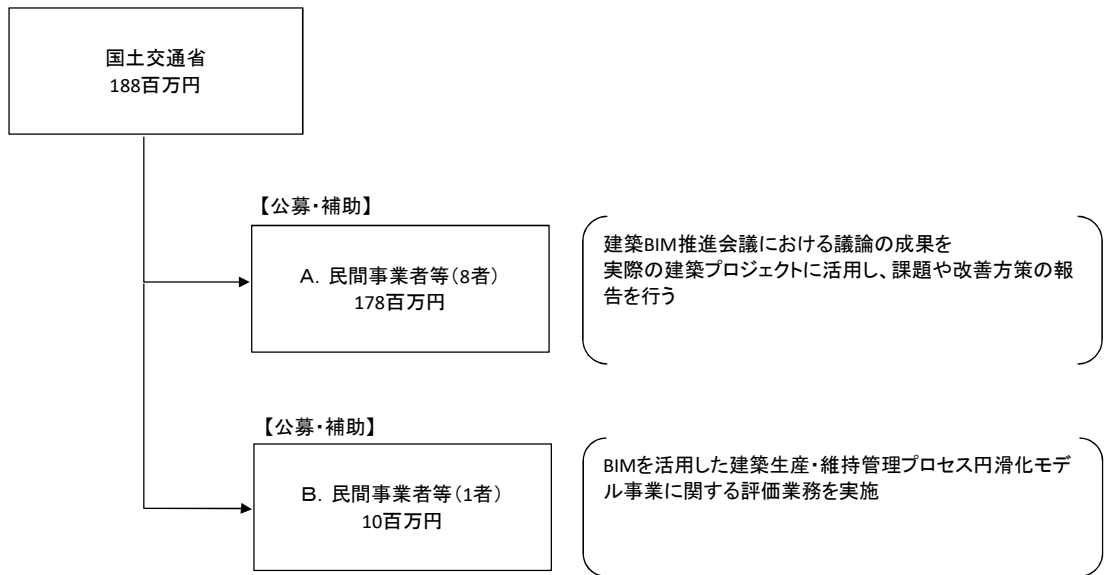 国土交通省
188百万円
【公募・補助】
A. 民間事業者等(8者)
178百万円
建築BIM推進会議における議論の成果を
実際の建築プロジェクトに活用し、課題や改善方策の報
告を行う
【公募・補助】
B. 民間事業者等(1者)
10百万円
BIMを活用した建築生産・維持管理プロセス円滑化モデ
ル事業に関する評価業務を実施